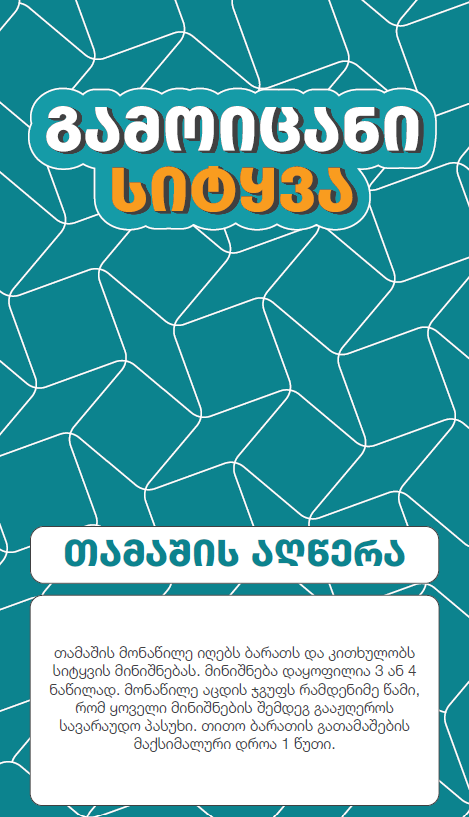 გამოიცანი
სიტყვა
თამაშის აღწერა
თამაშის მონაწილე იღებს ბარათს და კითხულობს
სიტყვის მინიშნებას. მინიშნება დაყოფილია 3 ან 4
ნაწილად. მონაწილე აცდის ჯგუფს რამდენიმე წამი,
რომ ყოველი მინიშნების შემდეგ გააჟღეროს
სავარაუდო პასუხი. თითო ბარათის გათამაშების
მაქსიმალური დროა 1 წუთი.